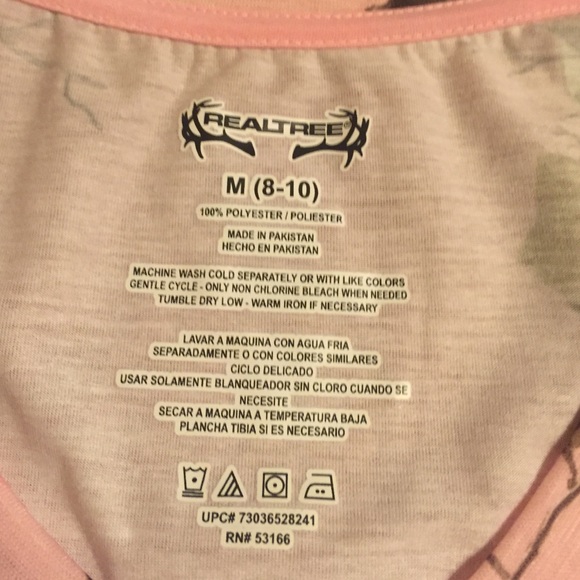 REALTREE®
M (8-10)
100% POLYESTER / POLIESTER
MADE IN PAKISTAN
HECHO EN PAKISTAN
MACHINE WASH COLD SEPARATELY OR WITH LIKE COLORS
GENTLE CYCLE - ONLY NON CHLORINE BLEACH WHEN NEEDED
TUMBLE DRY LOW - WARM IRON IF NECESSARY
LAVAR A MAQUINA CON AGUA FRIA
SEPARADAMENTE O CON COLORES SIMILARES
CICLO DELICADO
USAR SOLAMENTE BLANQUEADOR SIN CLORO CUANDO SE
NECESITE
SECAR A MAQUINA A TEMPERATURA BAJA
PLANCHA TIBIA SI ES NECESARIO
UPC# 73036528241
RN# 53166